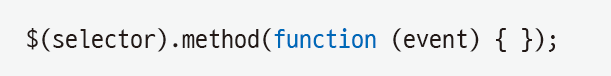 $(selector).method(function (event) { });